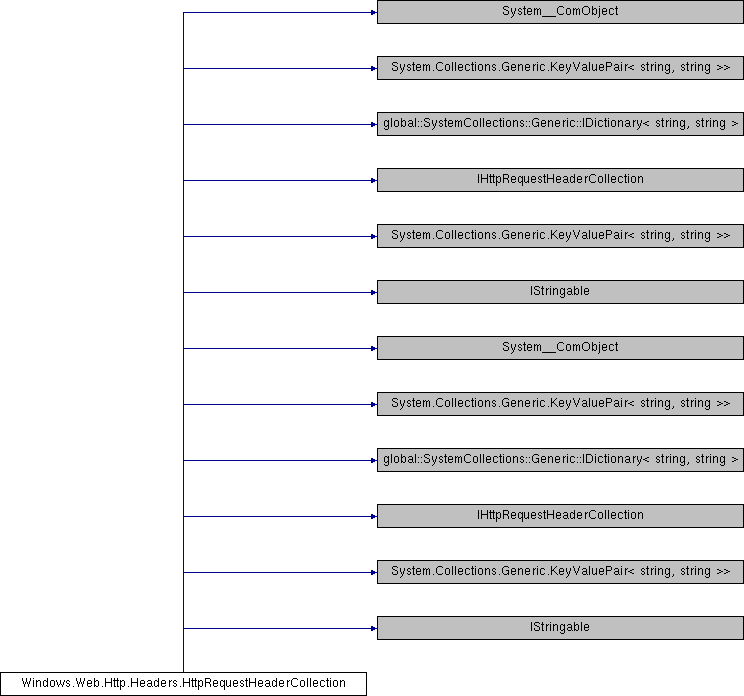 System__ComObject
System.Collections.Generic.KeyValuePair< string, string >>
global::SystemCollections::Generic::IDictionary< string, string >
IHttpRequestHeaderCollection
System.Collections.Generic.KeyValuePair< string, string >>
IStringable
System__ComObject
System.Collections.Generic.KeyValuePair< string, string >>
global::SystemCollections::Generic::IDictionary< string, string >
IHttpRequestHeaderCollection
System.Collections.Generic.KeyValuePair< string, string >>
IStringable
Windows.Web.Http.Headers.HttpRequestHeaderCollection